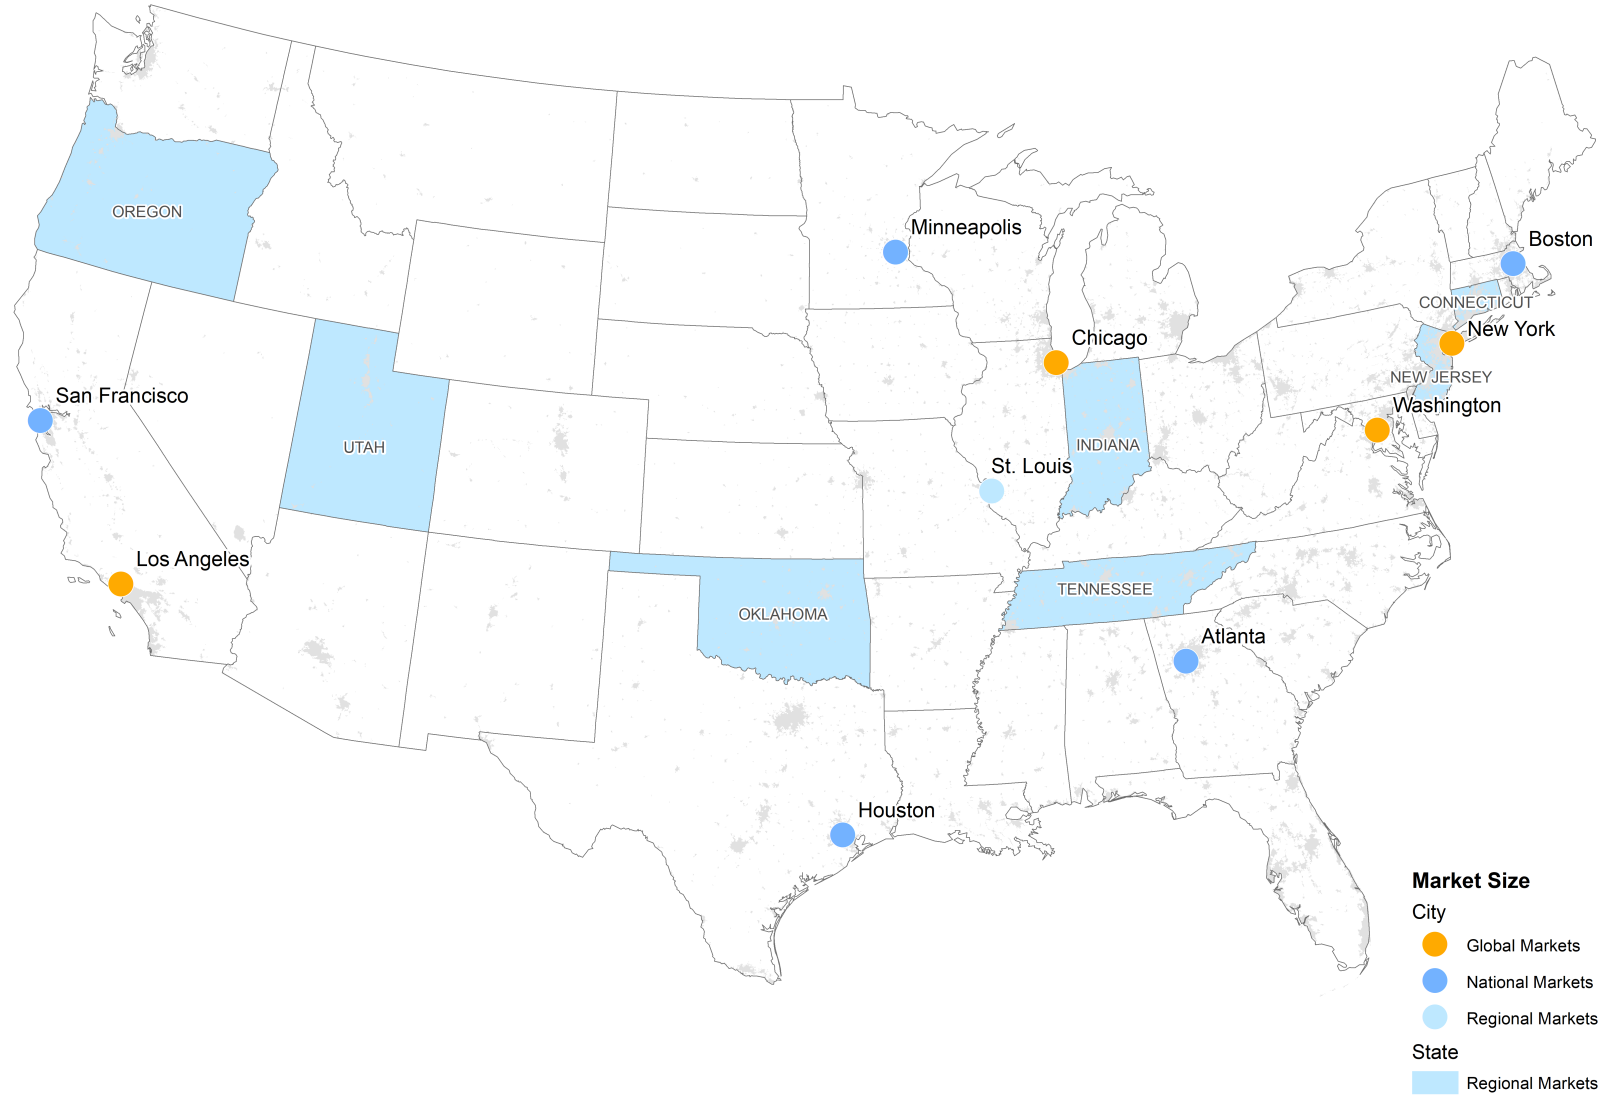 OREGON
Minneapolis
Boston
CONNECTICUT
New York
Chicago
NEW JERSEY
San Francisco
Washington
UTAH
INDIANA
St. Louis
Los Angeles
TENNESSEE
OKLAHOMA
Atlanta
Houston
Market Size
City
Global Markets
National Markets
Regional Markets
State
Regional Markets